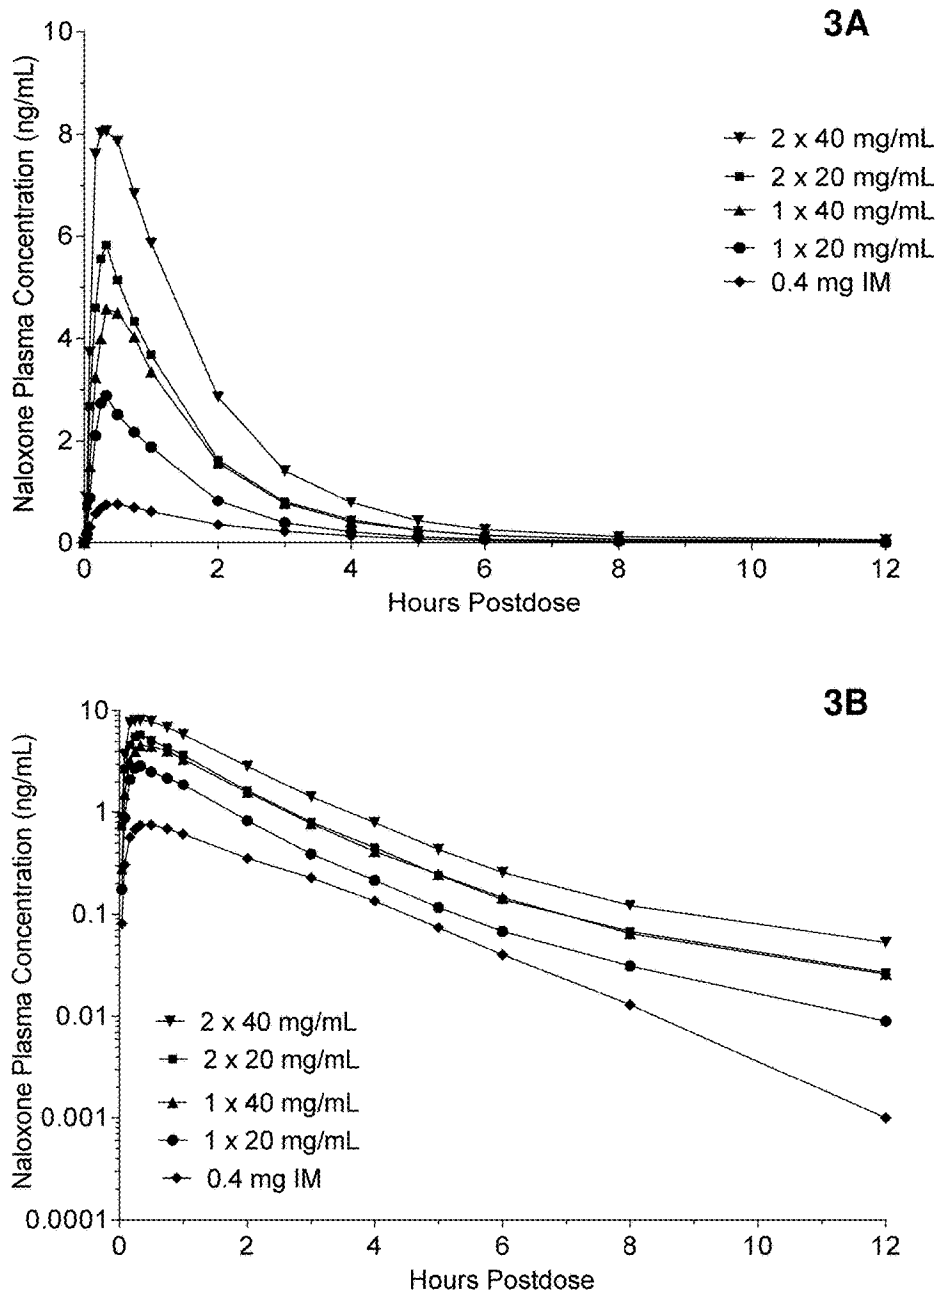 3A
Naloxone Plasma Concentration (ng/mL)
10
8
6
4
2
0
2 x 40 mg/mL
2 x 20 mg/mL
1 x 40 mg/mL
1 x 20 mg/mL
0.4 mg IM
0 2 4 6 8 10 12
Hours Postdose
3B
Naloxone Plasma Concentration (ng/mL)
10
1
0.1
0.01
0.001
0.0001
2 x 40 mg/mL
2 x 20 mg/mL
1 x 40 mg/mL
1 x 20 mg/mL
0.4 mg IM
0 2 4 6 8 10 12
Hours Postdose